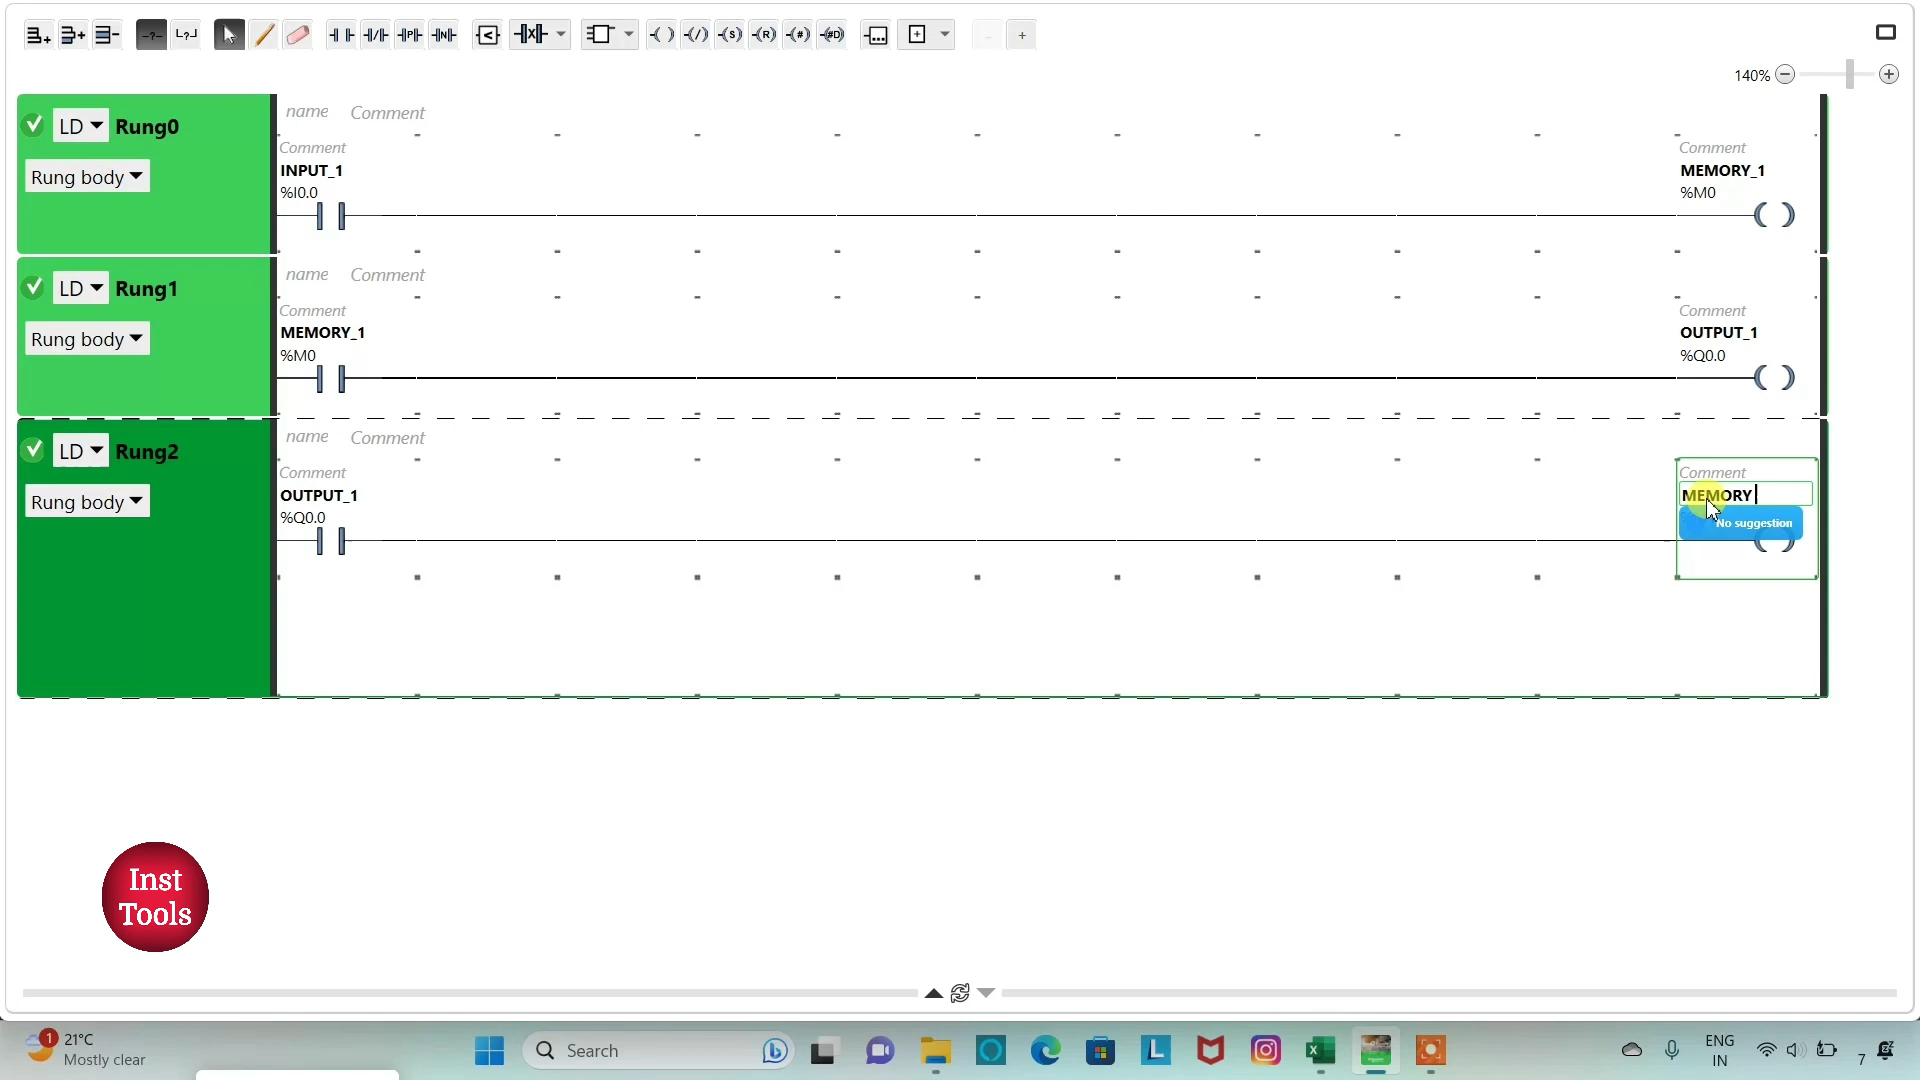 140%
LD Rung0
Rung body
name Comment
Comment
INPUT_1
%I0.0
Comment
MEMORY_1
%M0
LD Rung1
Rung body
name Comment
Comment
MEMORY_1
%M0
Comment
OUTPUT_1
%Q0.0
LD Rung2
Rung body
name Comment
Comment
OUTPUT_1
%Q0.0
Comment
MEMORY
No suggestion
Inst
Tools
1
21°C
Mostly clear
Search
ENG
IN
7